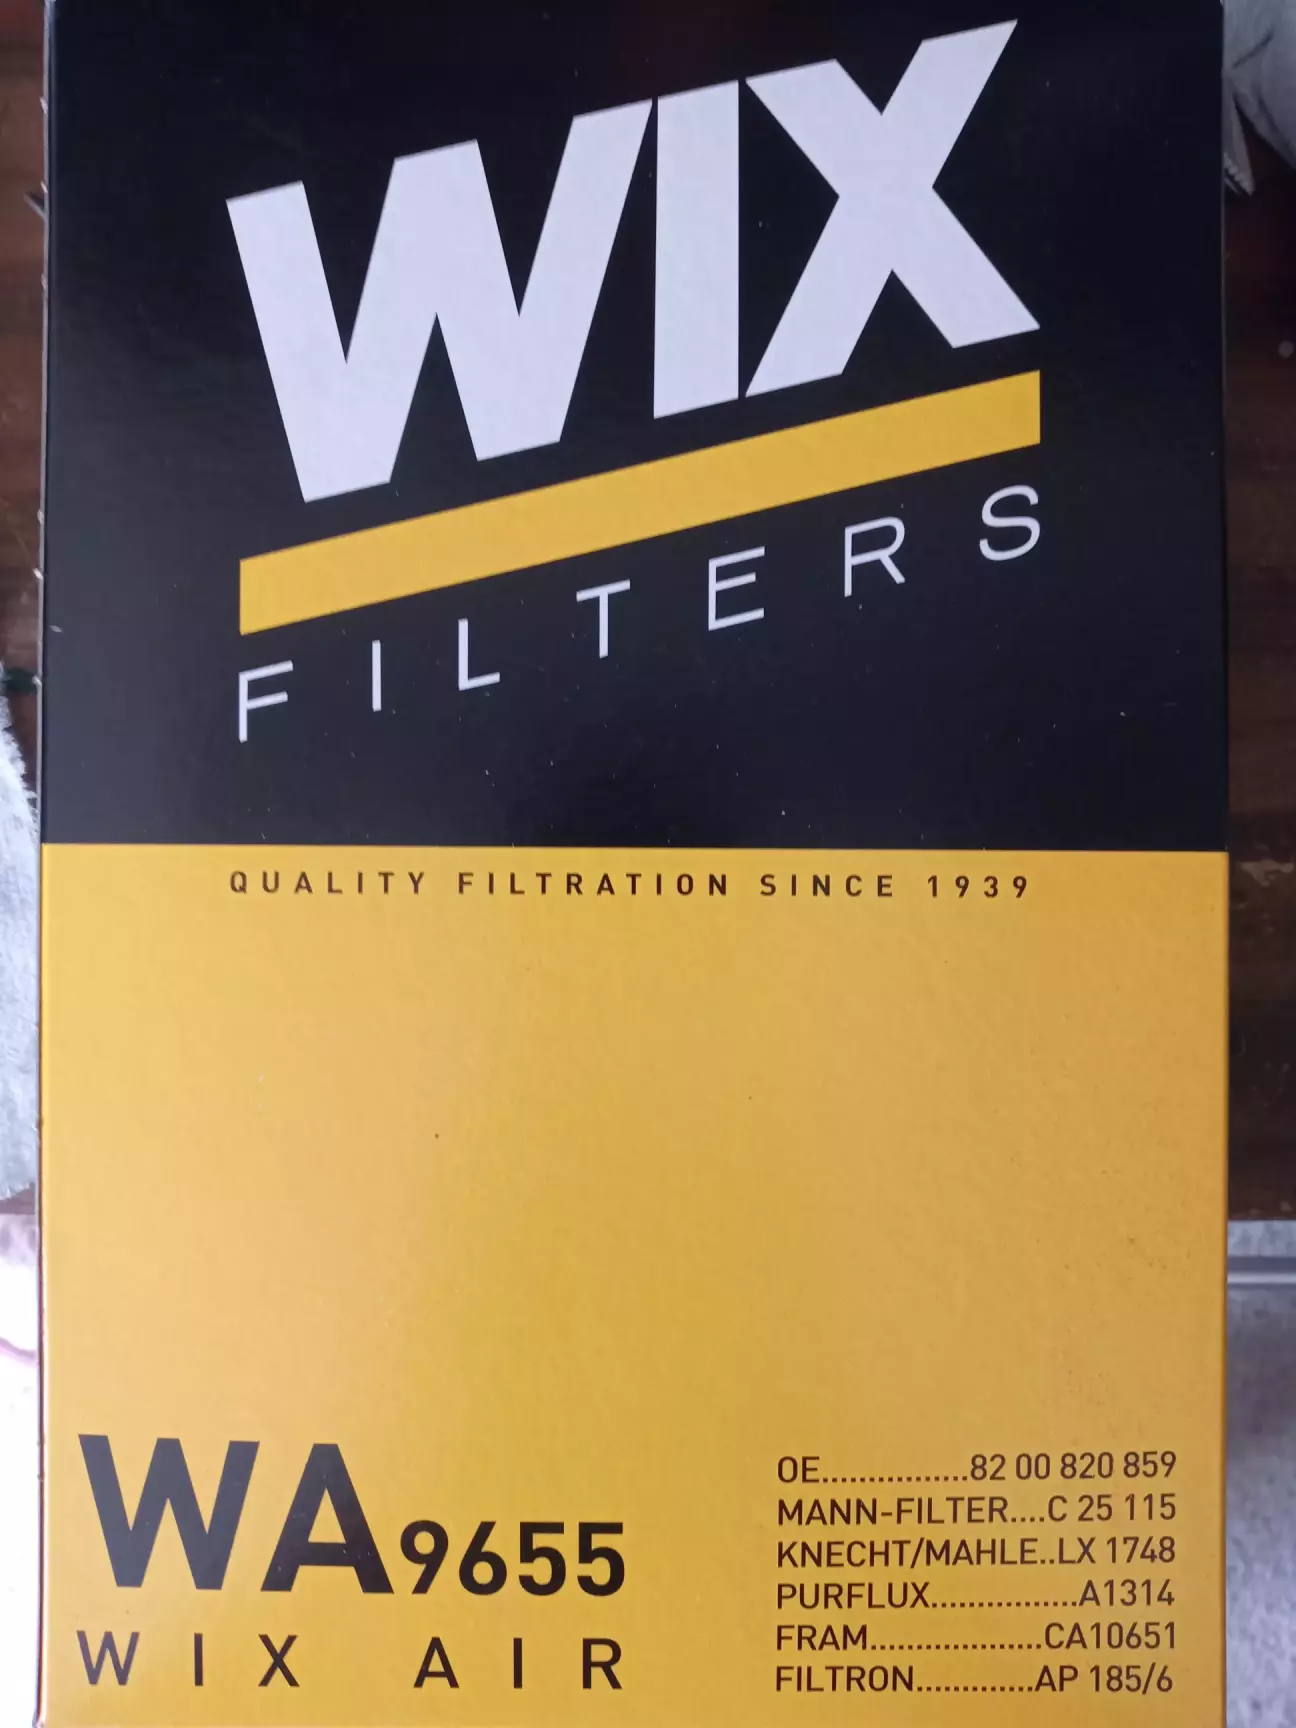 WIX
FILTERS
QUALITY FILTRATION SINCE 1939
WA9655
WIX AIR
OE................82 00 820 859
MANN-FILTER....C 25 115
KNECHT/MAHLE..LX 1748
PURFLUX................A1314
FRAM...................CA10651
FILTRON.............AP 185/6